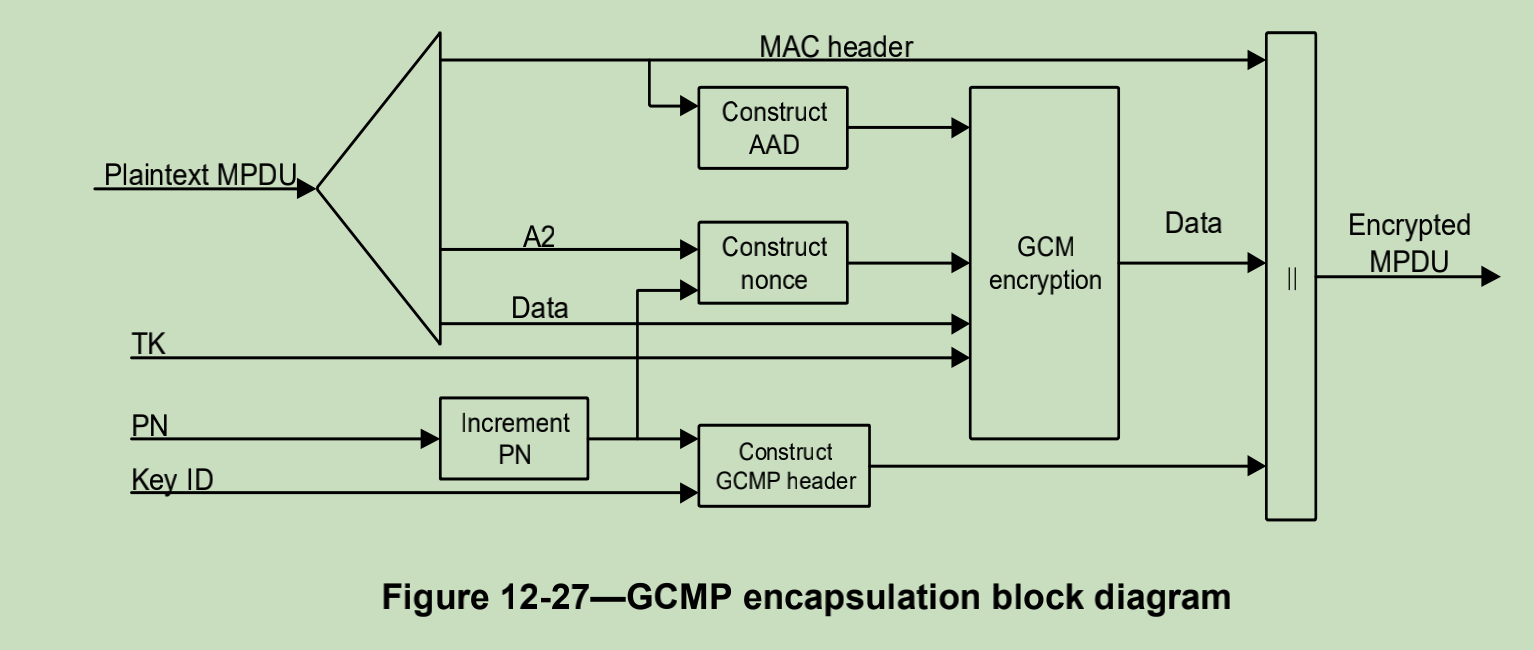 MAC header
Construct
AAD
Plaintext MPDU
A2
Construct
nonce
GCM
encryption
Data
Encrypted
MPDU
||
Data
TK
PN
Increment
PN
Key ID
Construct
GCMP header
Figure 12-27—GCMP encapsulation block diagram